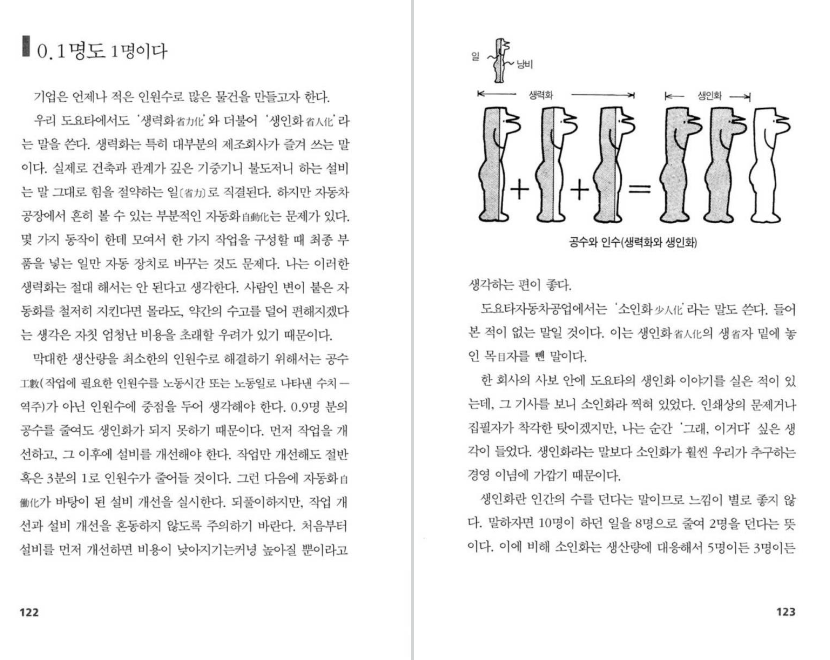 0.1명도 1명이다
기업은 언제나 적은 인원수로 많은 물건을 만들고자 한다.
우리 도요타에서도 '생력화省力化'와 더불어 '생인화省人化'라
는 말을 쓴다. 생력화는 특히 대부분의 제조회사가 즐겨 쓰는 말
이다. 실제로 건축과 관계가 깊은 기중기니 불도저니 하는 설비
는 말 그대로 힘을 절약하는 일(省力)로 직결된다. 하지만 자동차
공장에서 흔히 볼 수 있는 부분적인 자동화自動化는 문제가 있다.
몇 가지 동작이 한데 모여서 한 가지 작업을 구성할 때 최종 부
품을 넣는 일만 자동 장치로 바꾸는 것도 문제다. 나는 이러한
생력화는 절대 해서는 안 된다고 생각한다. 사람인 변이 붙은 자
동화를 철저히 지킨다면 몰라도, 약간의 수고를 덜어 편해지겠다
는 생각은 자칫 엄청난 비용을 초래할 우려가 있기 때문이다.
막대한 생산량을 최소한의 인원수로 해결하기 위해서는 공수
工數(작업에 필요한 인원수를 노동시간 또는 노동일로 나타낸 수치—
역주)가 아닌 인원수에 중점을 두어 생각해야 한다. 0.9명 분의
공수를 줄여도 생인화가 되지 못하기 때문이다. 먼저 작업을 개
선하고, 그 이후에 설비를 개선해야 한다. 작업만 개선해도 절반
혹은 3분의 1로 인원수가 줄어들 것이다. 그런 다음에 자동화自
働化가 바탕이 된 설비 개선을 실시한다. 되풀이하지만, 작업 개
선과 설비 개선을 혼동하지 않도록 주의하기 바란다. 처음부터
설비를 먼저 개선하면 비용이 낮아지기는커녕 높아질 뿐이라고
122
일
낭비
생력화
생인화
공수와 인수(생력화와 생인화)
생각하는 편이 좋다.
도요타자동차공업에서는 '소인화少人化'라는 말도 쓴다. 들어
본 적이 없는 말일 것이다. 이는 생인화省人化의 생省자 밑에 놓
인 목目자를 뺀 말이다.
한 회사의 사보 안에 도요타의 생인화 이야기를 실은 적이 있
는데, 그 기사를 보니 소인화라 찍혀 있었다. 인쇄상의 문제거나
집필자가 착각한 탓이겠지만, 나는 순간 '그래, 이거다' 싶은 생
각이 들었다. 생인화라는 말보다 소인화가 훨씬 우리가 추구하는
경영 이념에 가깝기 때문이다.
생인화란 인간의 수를 던다는 말이므로 느낌이 별로 좋지 않
다. 말하자면 10명이 하던 일을 8명으로 줄여 2명을 던다는 뜻
이다. 이에 비해 소인화는 생산량에 대응해서 5명이든 3명이든
123